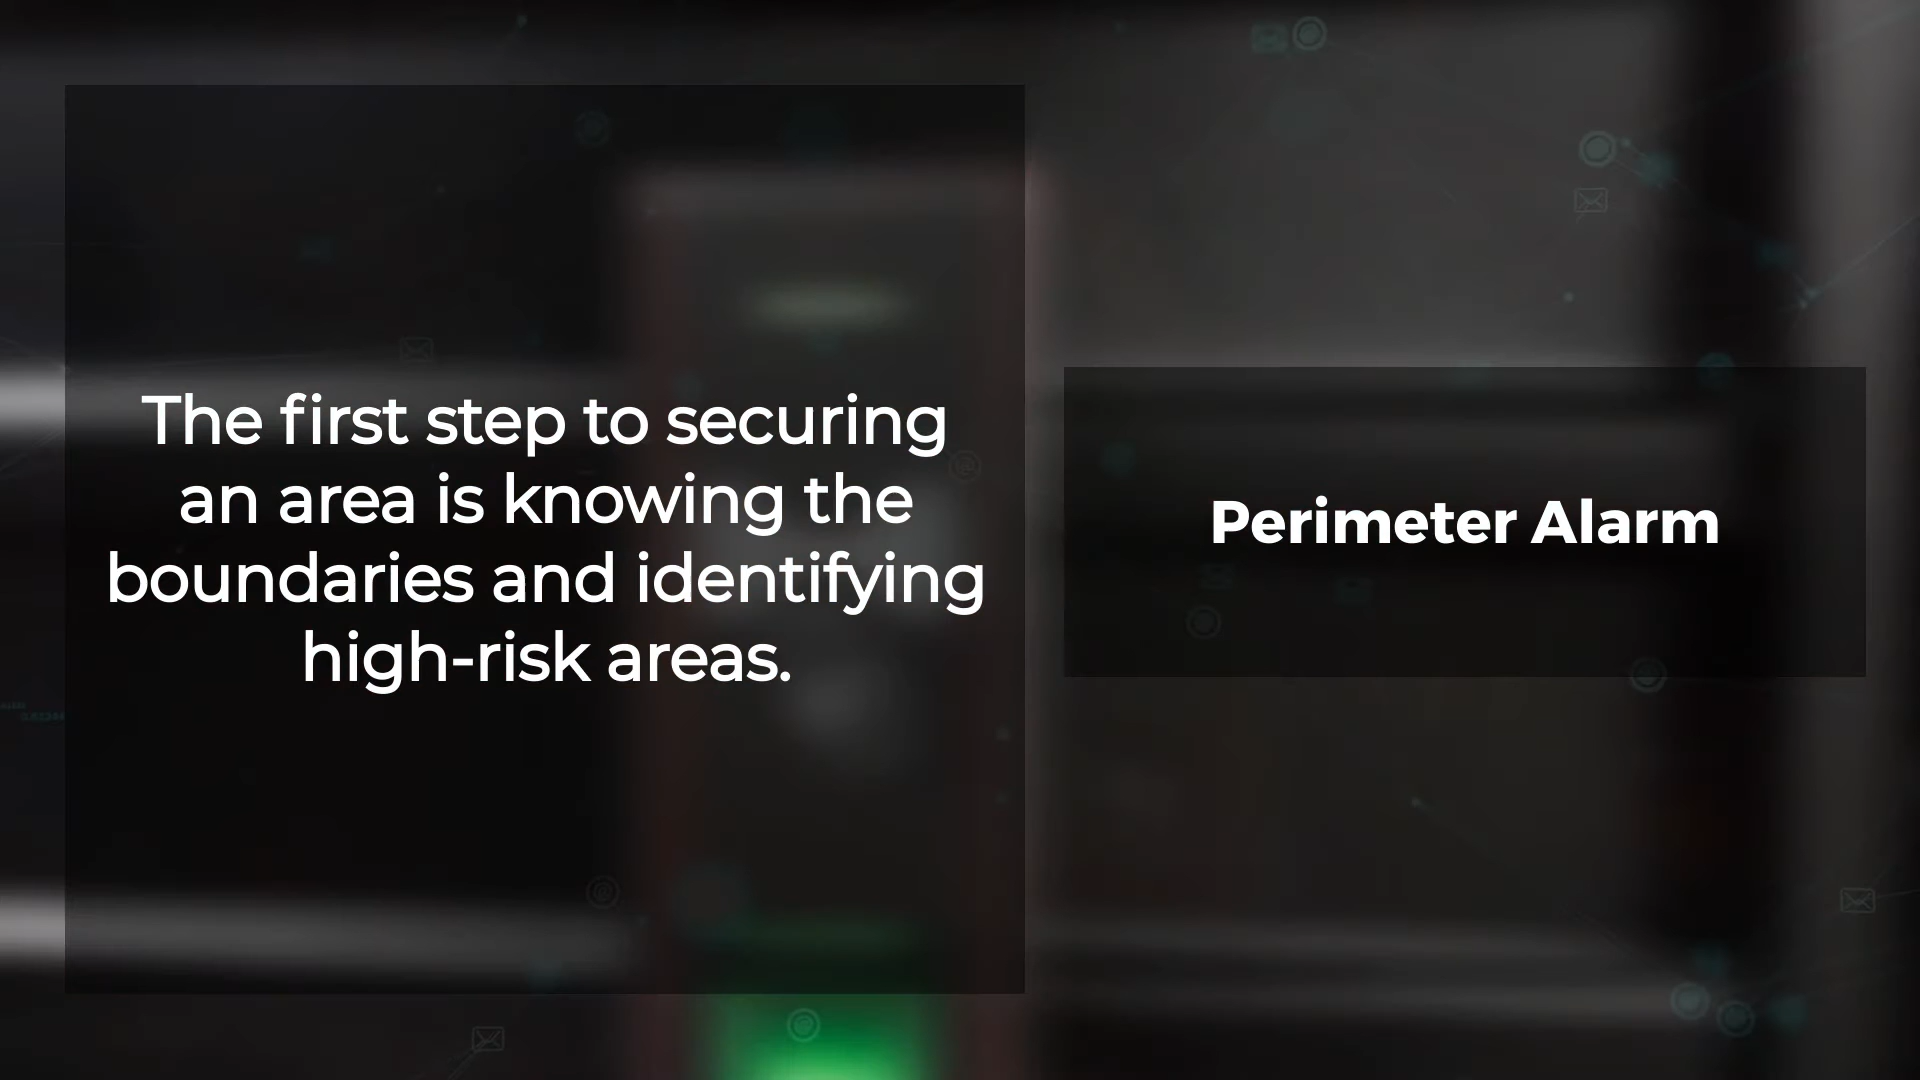 The first step to securing
an area is knowing the
boundaries and identifying
high-risk areas.
Perimeter Alarm